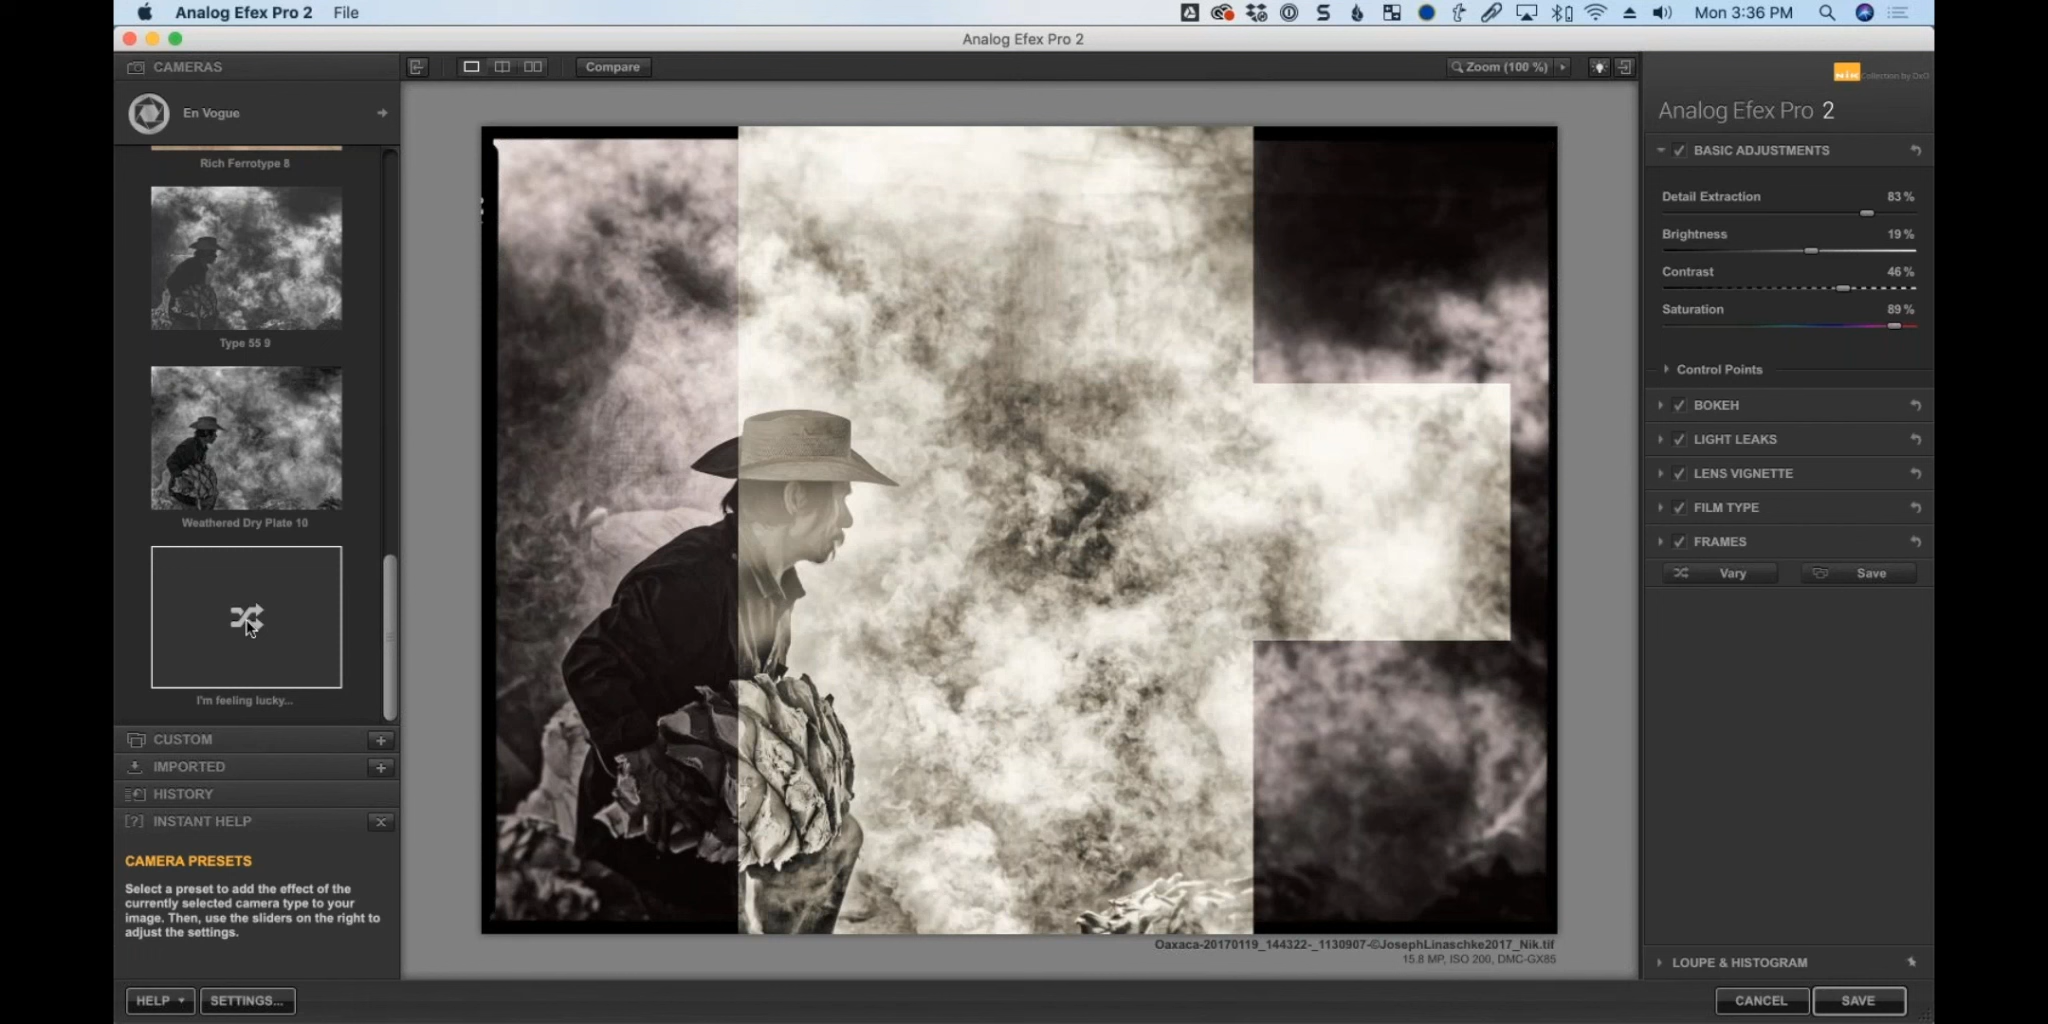 Analog Efex Pro 2 File
Mon 3:36 PM
Analog Efex Pro 2
CAMERAS
Compare
Zoom (100 %)
En Vogue
Rich Ferrotype 8
Type 55 9
Weathered Dry Plate 10
I'm feeling lucky...
CUSTOM
IMPORTED
HISTORY
[?] INSTANT HELP
CAMERA PRESETS
Select a preset to add the effect of the
currently selected camera type to your
image. Then, use the sliders on the right to
adjust the settings.
HELP
SETTINGS...
Oaxaca-20170119_144322-_1130907-©JosephLinaschke2017_Nik.tif
15.8 MP, ISO 200, DMC-GX85
Nik Collection by DxO
Analog Efex Pro 2
BASIC ADJUSTMENTS
Detail Extraction 83 %
Brightness 19 %
Contrast 46 %
Saturation 89 %
Control Points
BOKEH
LIGHT LEAKS
LENS VIGNETTE
FILM TYPE
FRAMES
Vary
Save
LOUPE & HISTOGRAM
CANCEL
SAVE